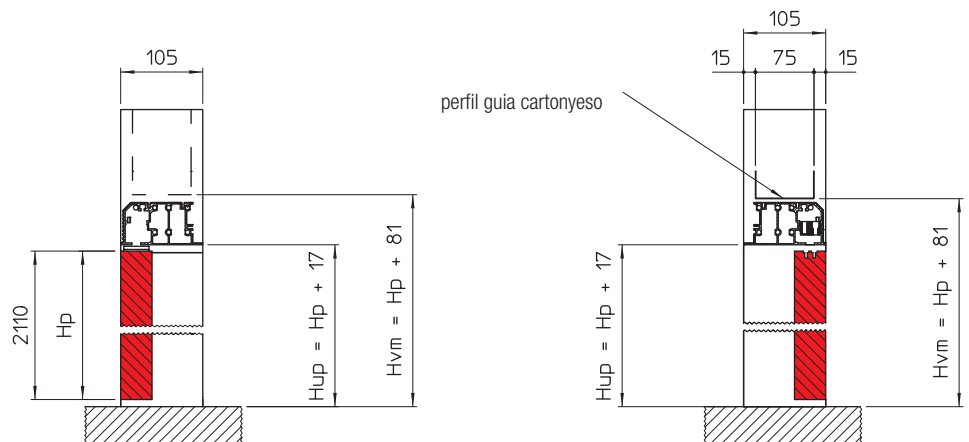 105
2110
Hp
Hup = Hp + 17
Hvm = Hp + 81
105
15 75 15
perfil guia cartonyeso
Hup = Hp + 17
Hvm = Hp + 81